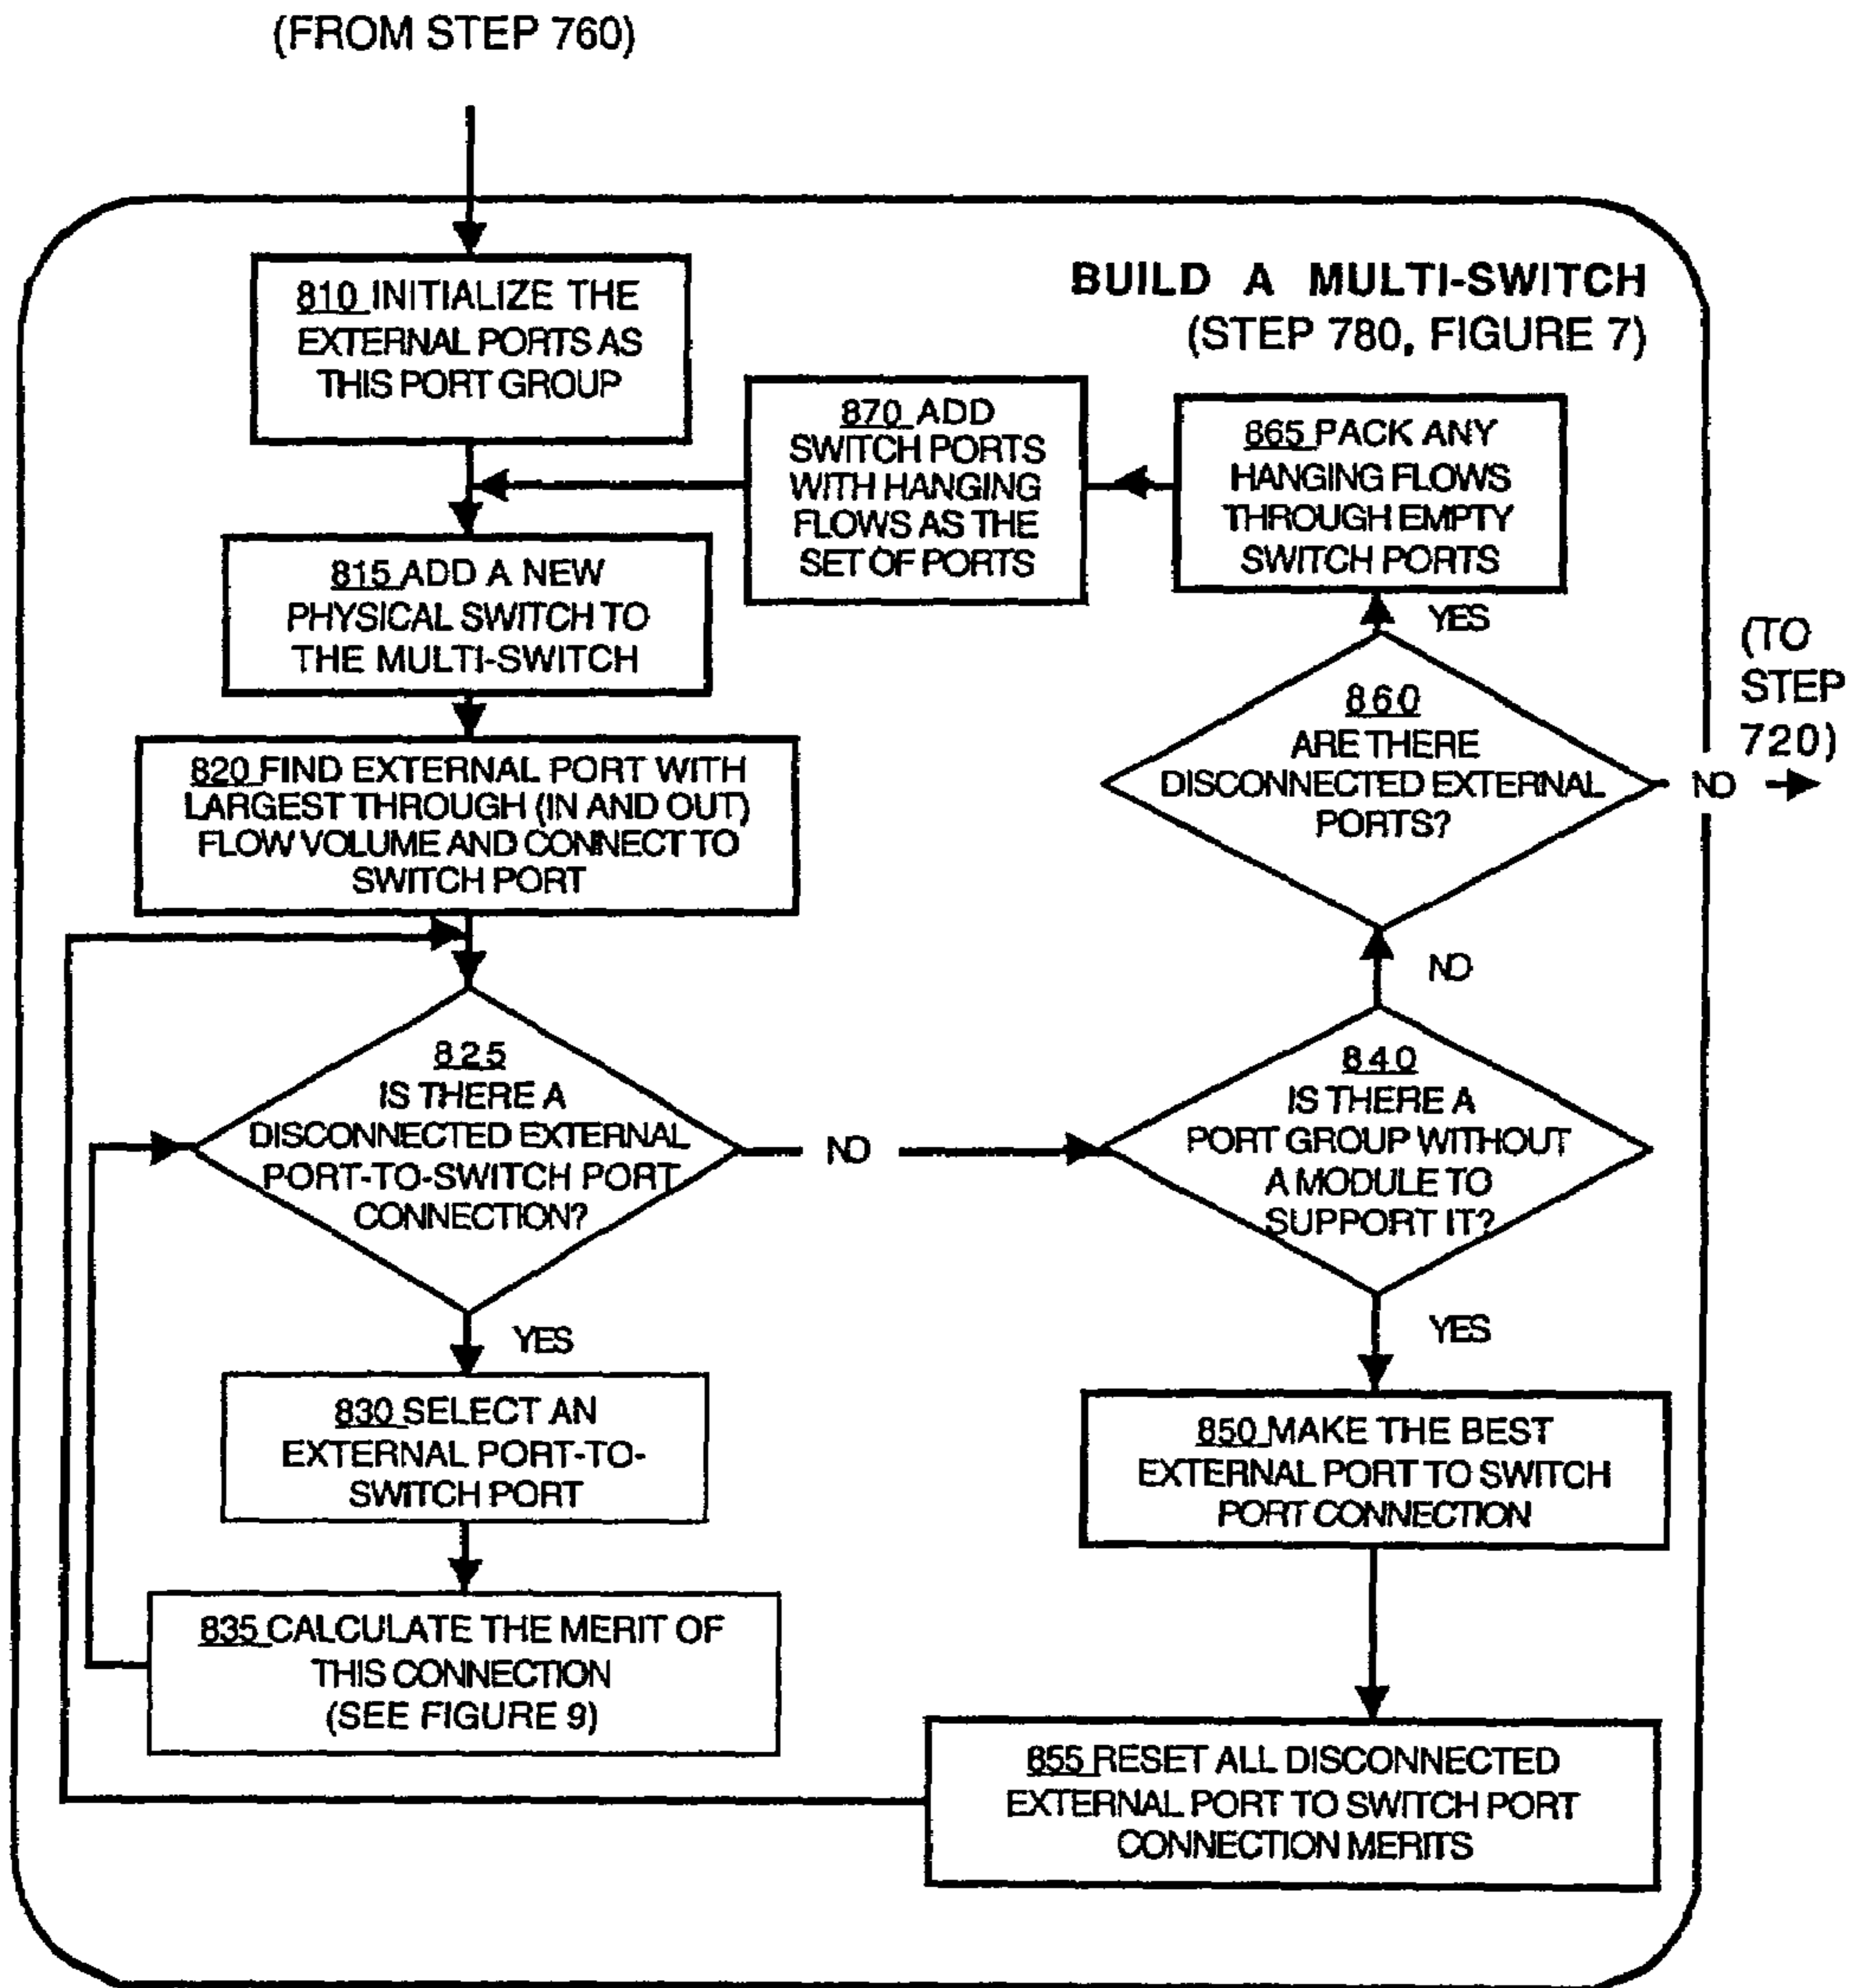 (FROM STEP 760)
BUILD A MULTI-SWITCH
(STEP 780, FIGURE 7)
810 INITIALIZE THE
EXTERNAL PORTS AS
THIS PORT GROUP
870 ADD
SWITCH PORTS
WITH HANGING
FLOWS AS THE
SET OF PORTS
865 PACK ANY
HANGING FLOWS
THROUGH EMPTY
SWITCH PORTS
815 ADD A NEW
PHYSICAL SWITCH TO
THE MULTI-SWITCH
YES
(TO
STEP
720)
860
ARE THERE
DISCONNECTED EXTERNAL
PORTS?
NO
820 FIND EXTERNAL PORT WITH
LARGEST THROUGH (IN AND OUT)
FLOW VOLUME AND CONNECT TO
SWITCH PORT
NO
825
IS THERE A
DISCONNECTED EXTERNAL
PORT-TO-SWITCH PORT
CONNECTION?
NO
840
IS THERE A
PORT GROUP WITHOUT
A MODULE TO
SUPPORT IT?
YES
YES
830 SELECT AN
EXTERNAL PORT-TO-
SWITCH PORT
850 MAKE THE BEST
EXTERNAL PORT TO SWITCH
PORT CONNECTION
835 CALCULATE THE MERIT OF
THIS CONNECTION
(SEE FIGURE 9)
855 RESET ALL DISCONNECTED
EXTERNAL PORT TO SWITCH PORT
CONNECTION MERITS